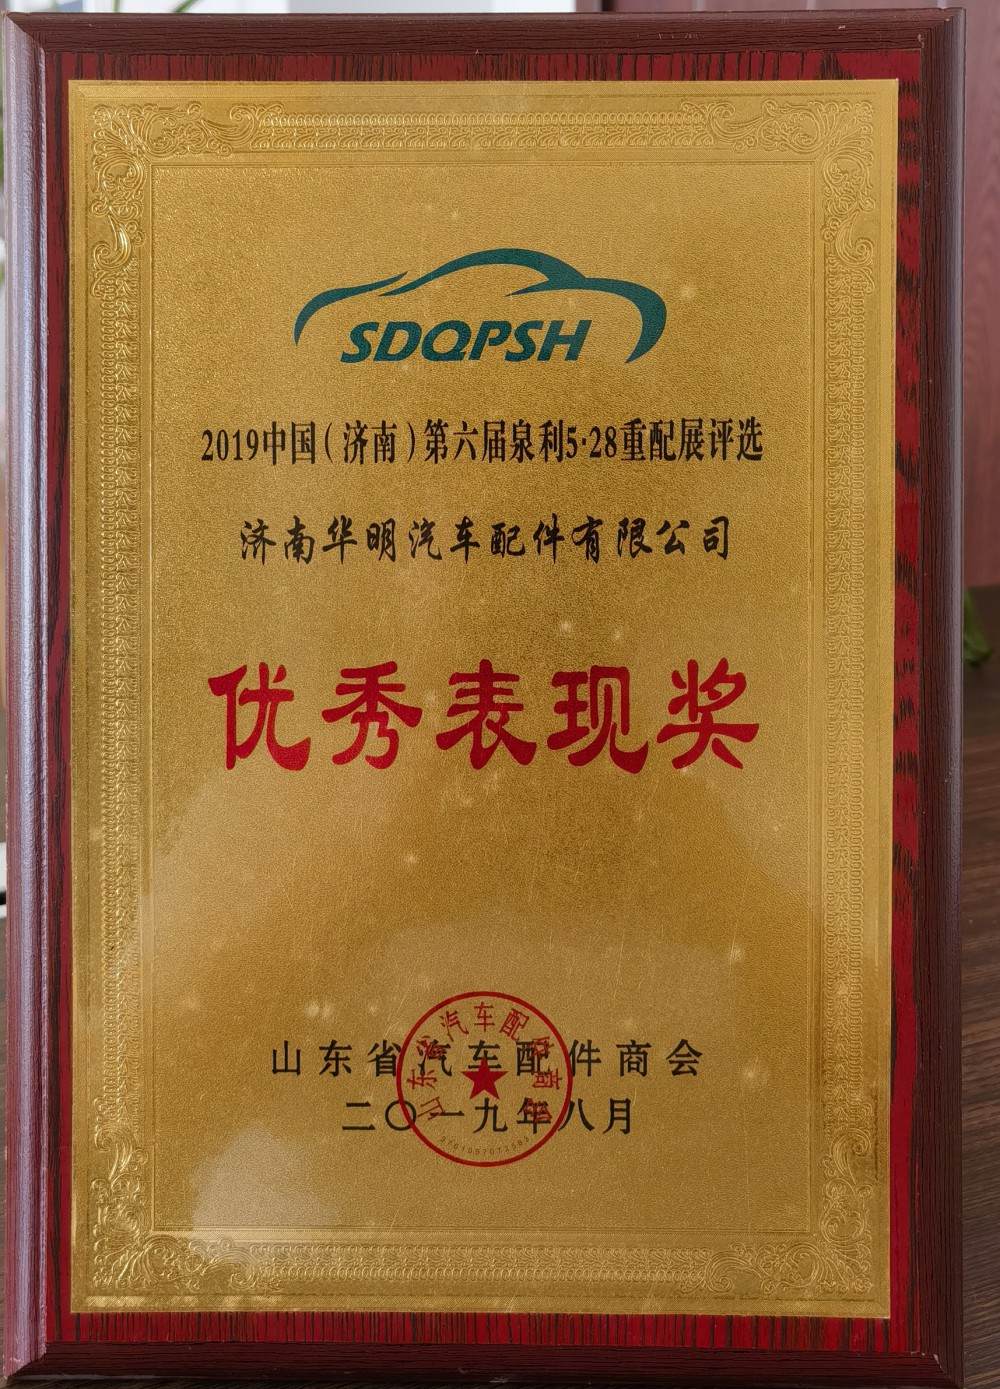 SDQPSH
2019中国(济南)第六届泉利5·28重配展评选
济南华明汽车配件有限公司
优秀表现奖
山东省汽车配件商会
二〇一九年八月